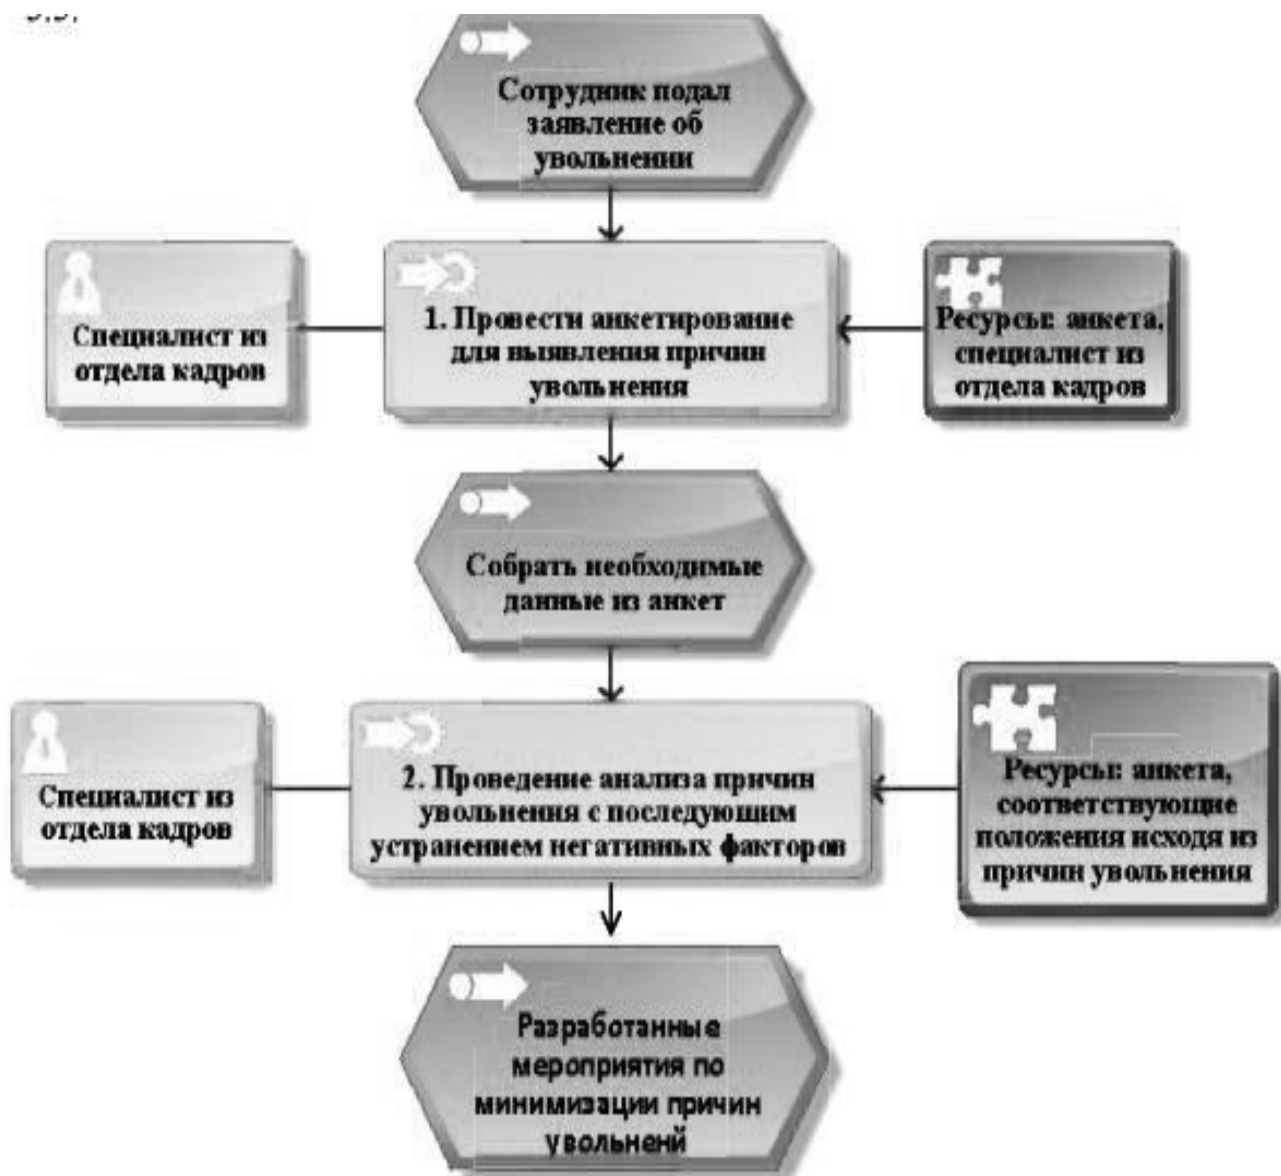 Сотрудник подал
заявление об
увольнении
Специалист из
отдела кадров
1. Провести анкетирование
для выявления причин
увольнения
Ресурсы: анкета,
специалист из
отдела кадров
Собрать необходимые
данные из анкет
Специалист из
отдела кадров
2. Проведение анализа причин
увольнения с последующим
устранением негативных факторов
Ресурсы: анкета,
соответствующие
положения исходя из
причин увольнения
Разработанные
мероприятия по
минимизации причин
увольненй